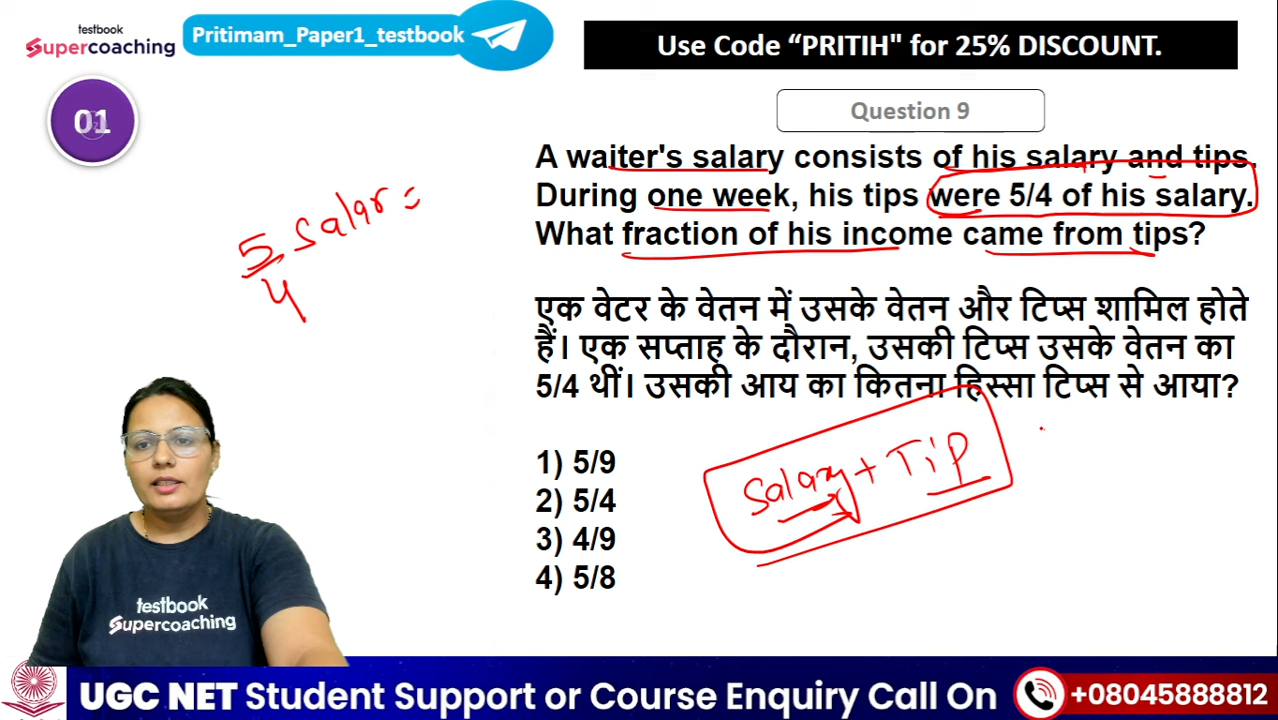 testbook
Supercoaching
Pritimam_Paper1_testbook
Use Code “PRITIH" for 25% DISCOUNT.
01
Question 9
A waiter's salary consists of his salary and tips.
During one week, his tips were 5/4 of his salary.
What fraction of his income came from tips?
5/4 Salar =
एक वेटर के वेतन में उसके वेतन और टिप्स शामिल होते
हैं। एक सप्ताह के दौरान, उसकी टिप्स उसके वेतन का
5/4 थीं। उसकी आय का कितना हिस्सा टिप्स से आया?
1) 5/9
2) 5/4
3) 4/9
4) 5/8
Salary + Tip
testbook
Supercoaching
UGC NET Student Support or Course Enquiry Call On +08045888812